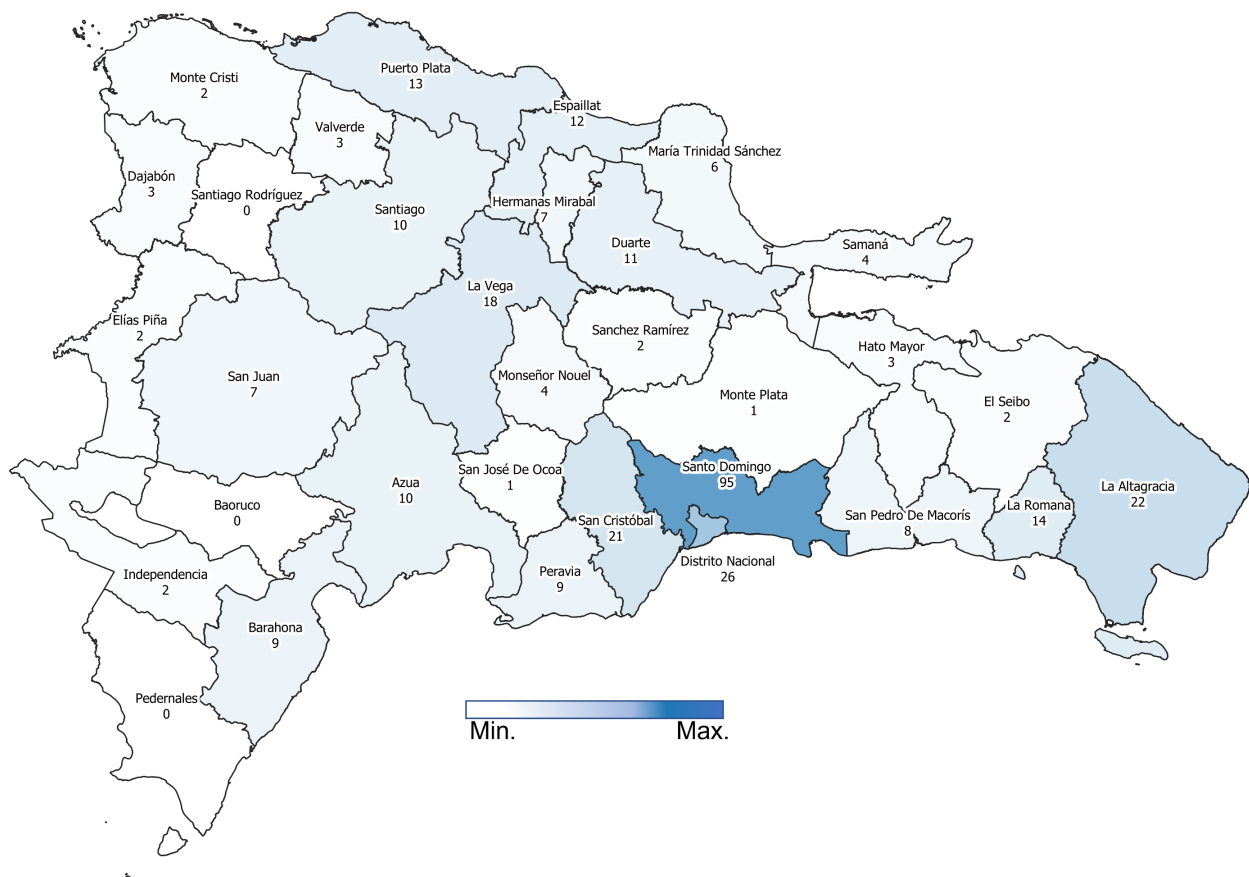 Puerto Plata
13
Monte Cristi
2
Espaillat
12
Valverde
3
María Trinidad Sánchez
6
Dajabón
3
Santiago Rodríguez
0
Hermanas Mirabal
7
Santiago
10
Duarte
11
Samaná
4
La Vega
18
Elías Piña
2
Sanchez Ramírez
2
Hato Mayor
3
San Juan
7
Monseñor Nouel
4
Monte Plata
1
El Seibo
2
Santo Domingo
95
San José De Ocoa
1
Azua
10
La Altagracia
22
Baoruco
0
La Romana
14
San Pedro De Macorís
8
San Cristóbal
21
Distrito Nacional
26
Independencia
2
Peravia
9
Barahona
9
Pedernales
0
Min. Max.